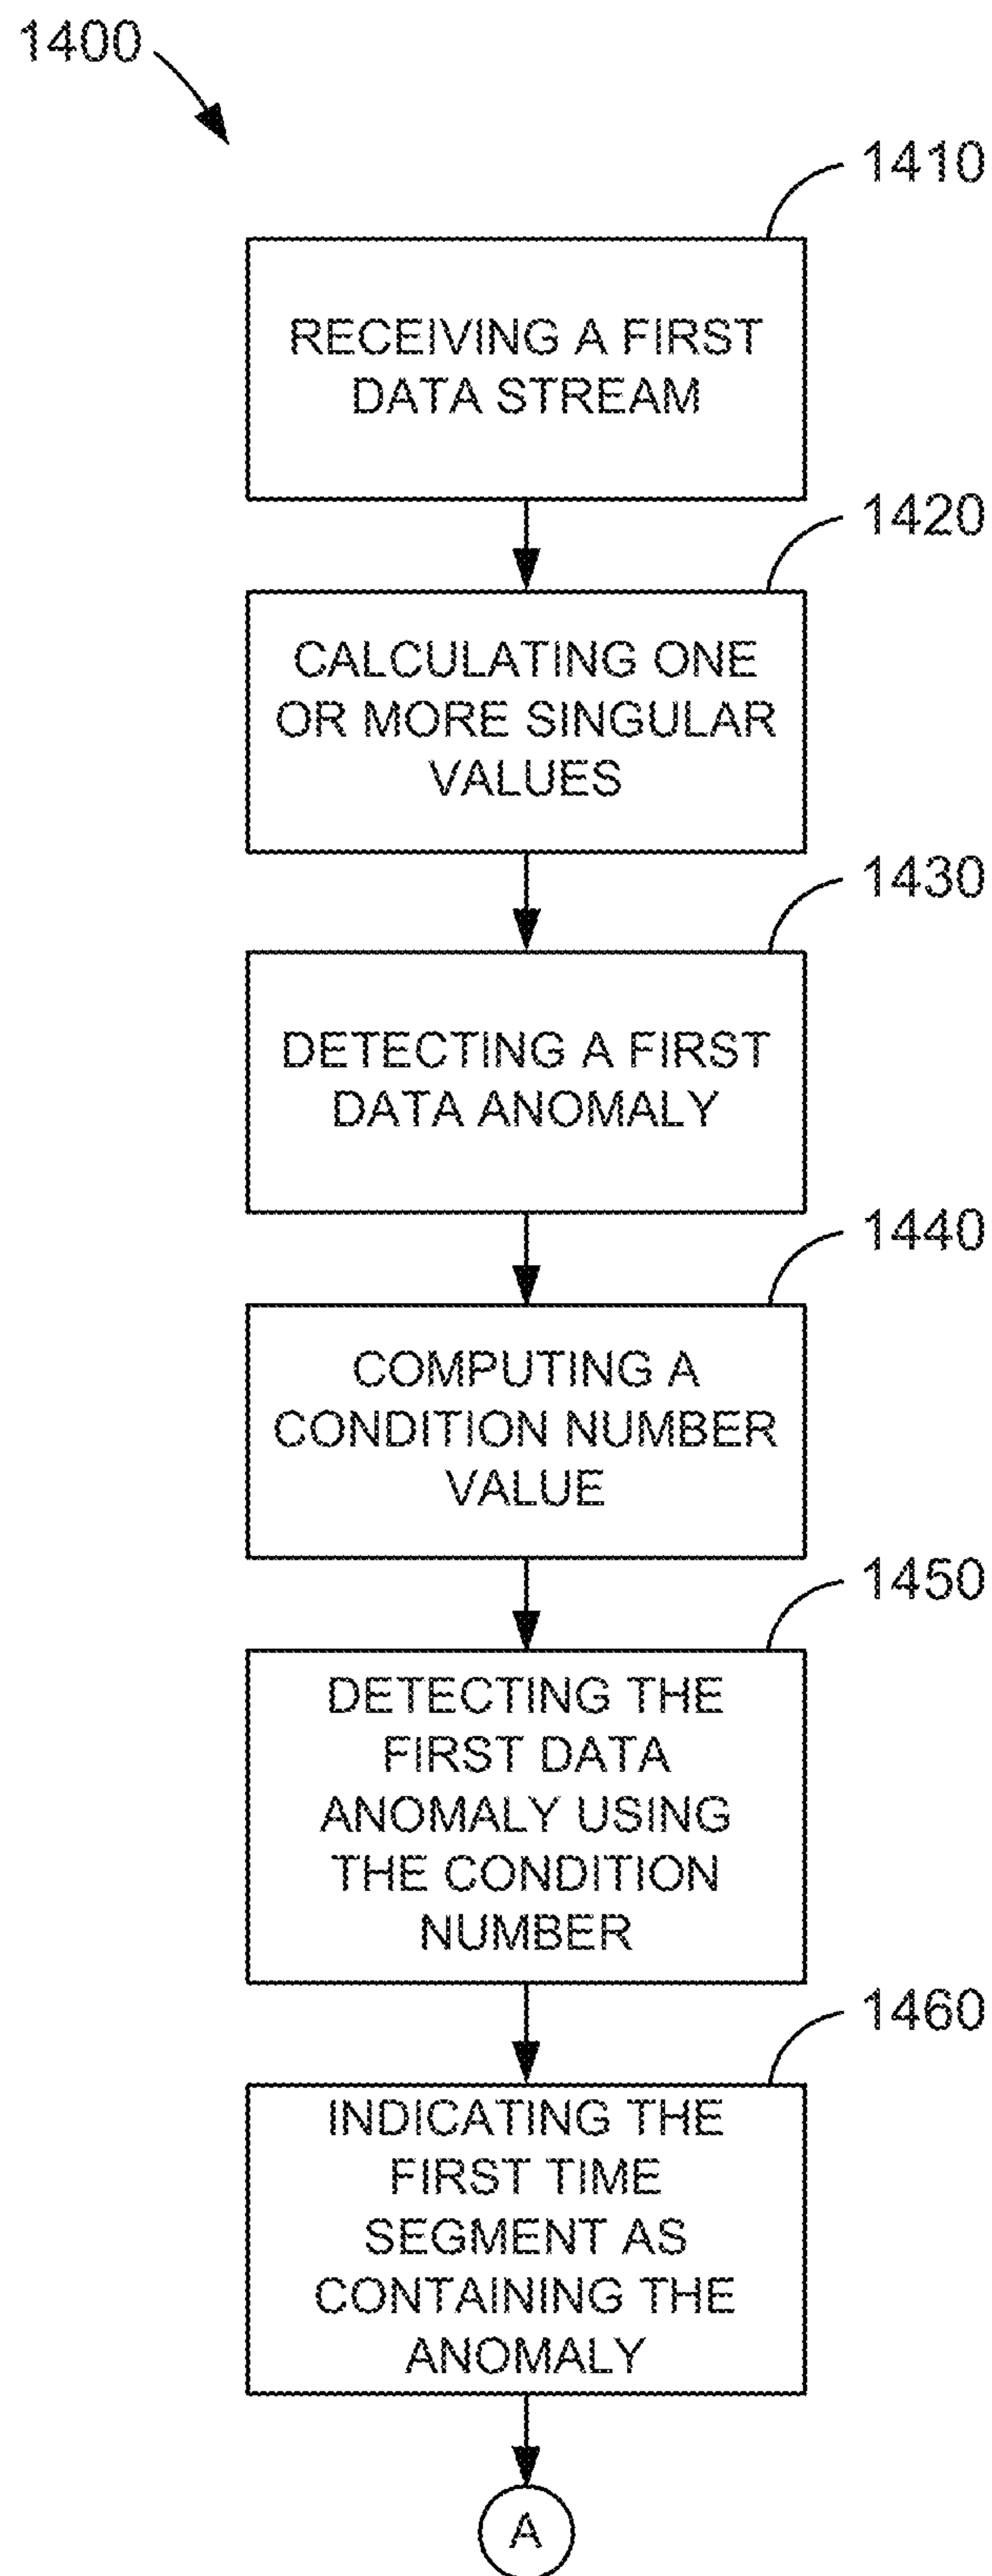 1400
1410
RECEIVING A FIRST
DATA STREAM
1420
CALCULATING ONE
OR MORE SINGULAR
VALUES
1430
DETECTING A FIRST
DATA ANOMALY
1440
COMPUTING A
CONDITION NUMBER
VALUE
1450
DETECTING THE
FIRST DATA
ANOMALY USING
THE CONDITION
NUMBER
1460
INDICATING THE
FIRST TIME
SEGMENT AS
CONTAINING THE
ANOMALY
A